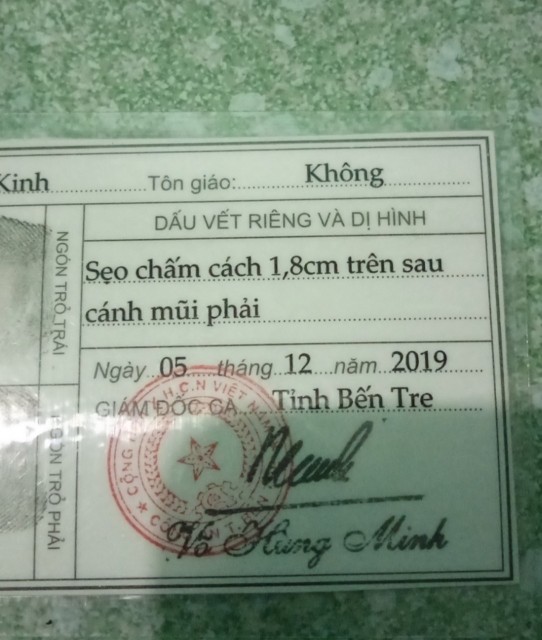 Kinh Tôn giáo: Không
DẤU VẾT RIÊNG VÀ DỊ HÌNH
NGÓN TRỎ TRÁI
Sẹo chấm cách 1,8cm trên sau
cánh mũi phải
Ngày 05 tháng 12 năm 2019
GIÁM ĐỐC CA Tỉnh Bến Tre
NGÓN TRỎ PHẢI
Võ Hùng Minh